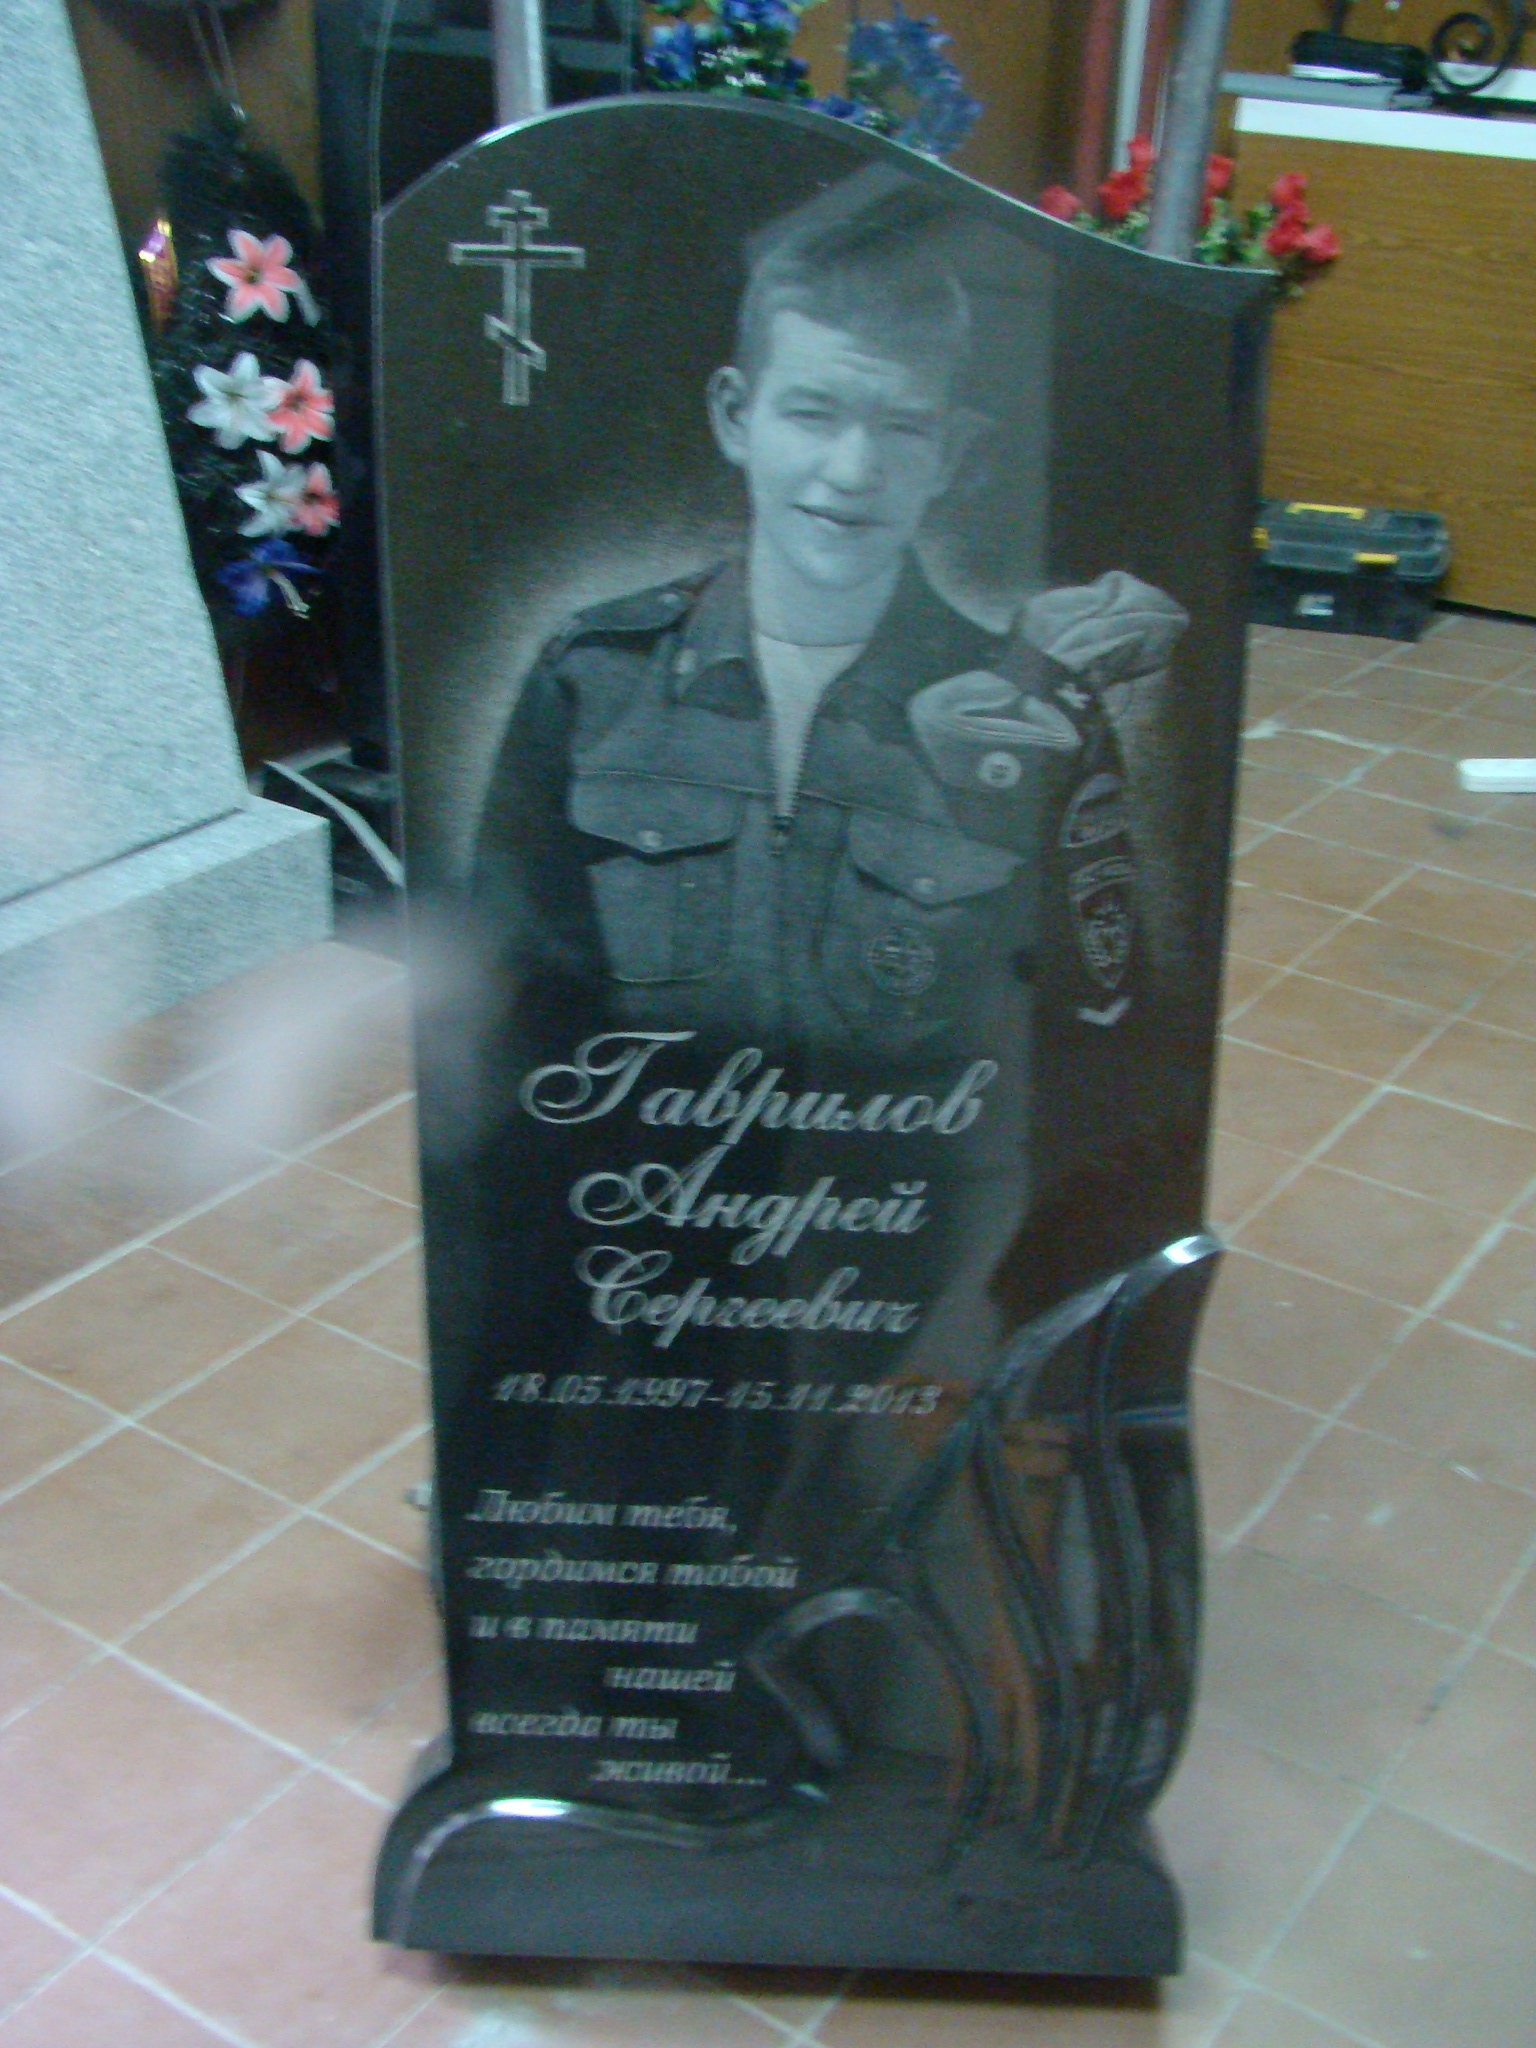 Гаврилов
Андрей
Сергеевич
18.05.1997-15.11.2013
Любим тебя,
гордимся тобой
и в памяти
нашей
всегда ты
живой...